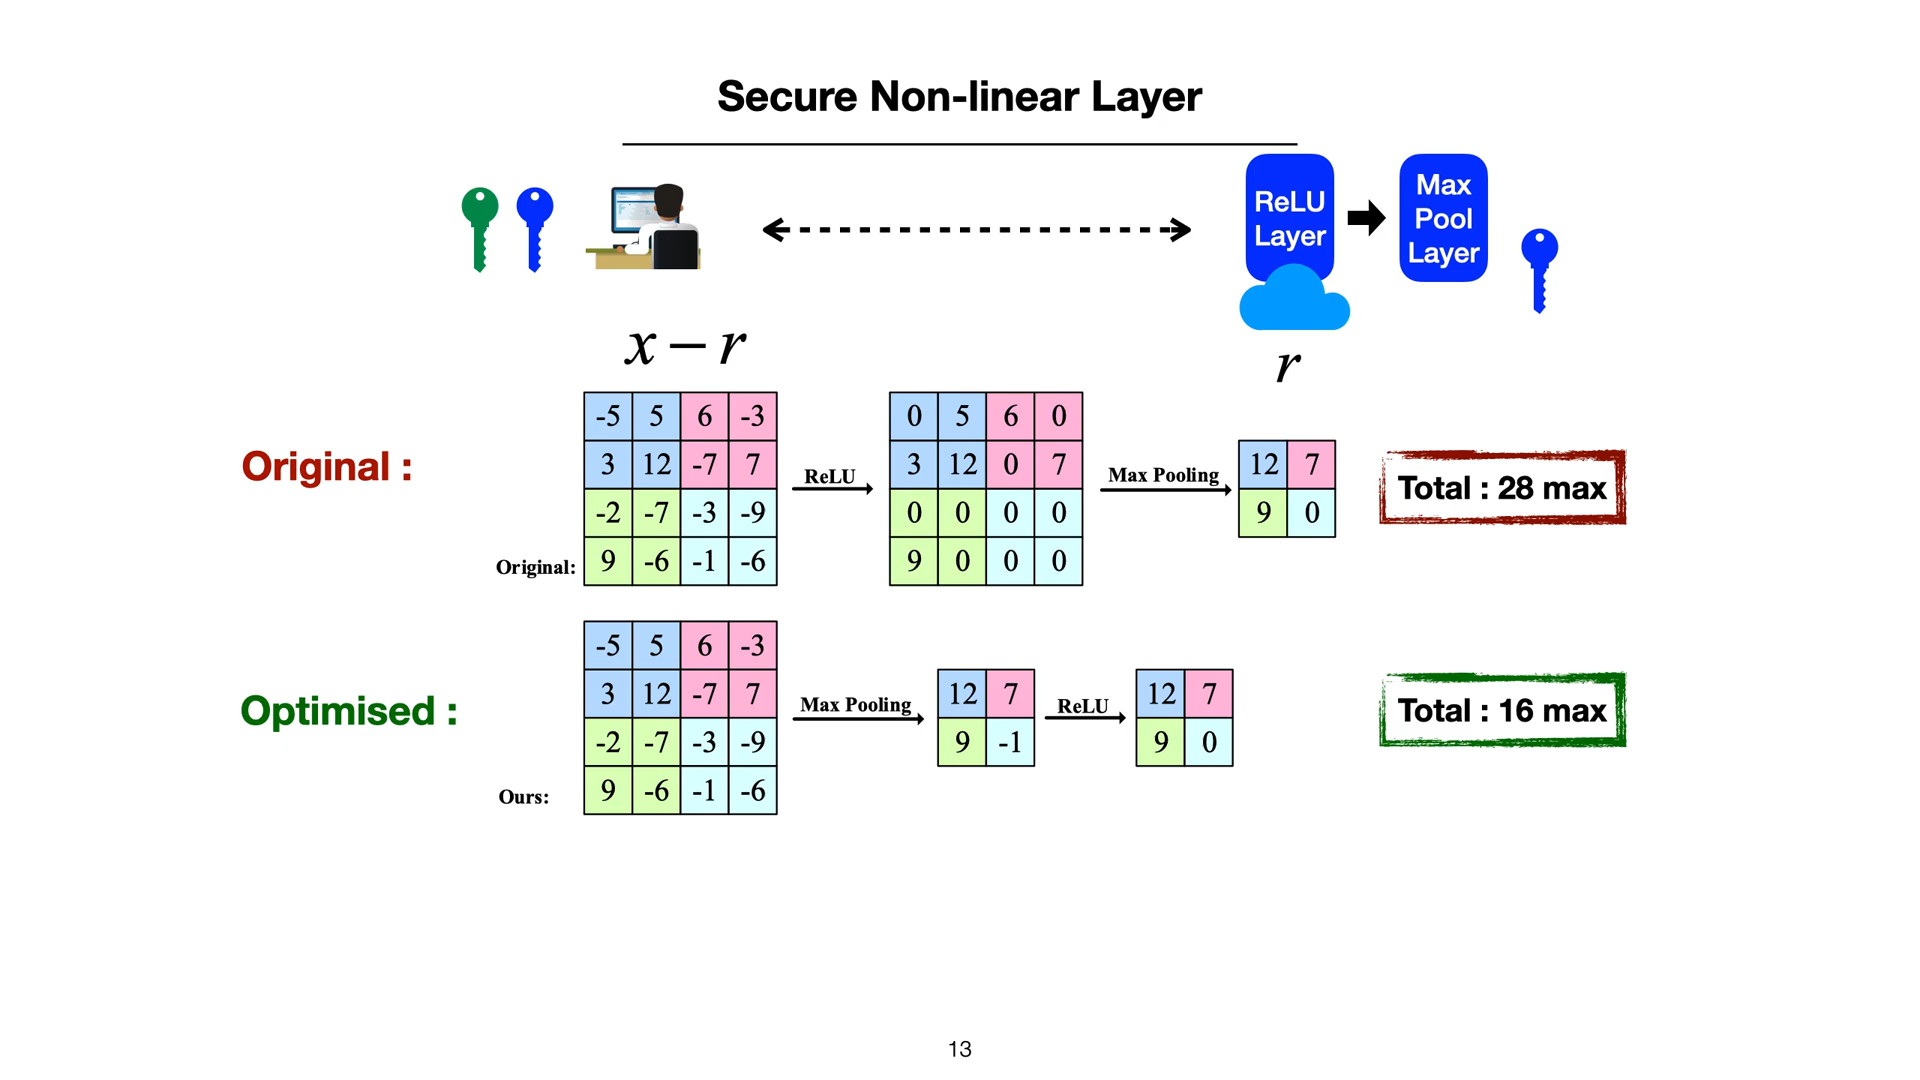 Secure Non-linear Layer
ReLU
Layer
Max
Pool
Layer
x − r
r
Original :
-5 5 6 -3
3 12 -7 7
-2 -7 -3 -9
9 -6 -1 -6
Original:
ReLU
0 5 6 0
3 12 0 7
0 0 0 0
9 0 0 0
Max Pooling
12 7
9 0
Total : 28 max
Optimised :
-5 5 6 -3
3 12 -7 7
-2 -7 -3 -9
9 -6 -1 -6
Ours:
Max Pooling
12 7
9 -1
ReLU
12 7
9 0
Total : 16 max
13